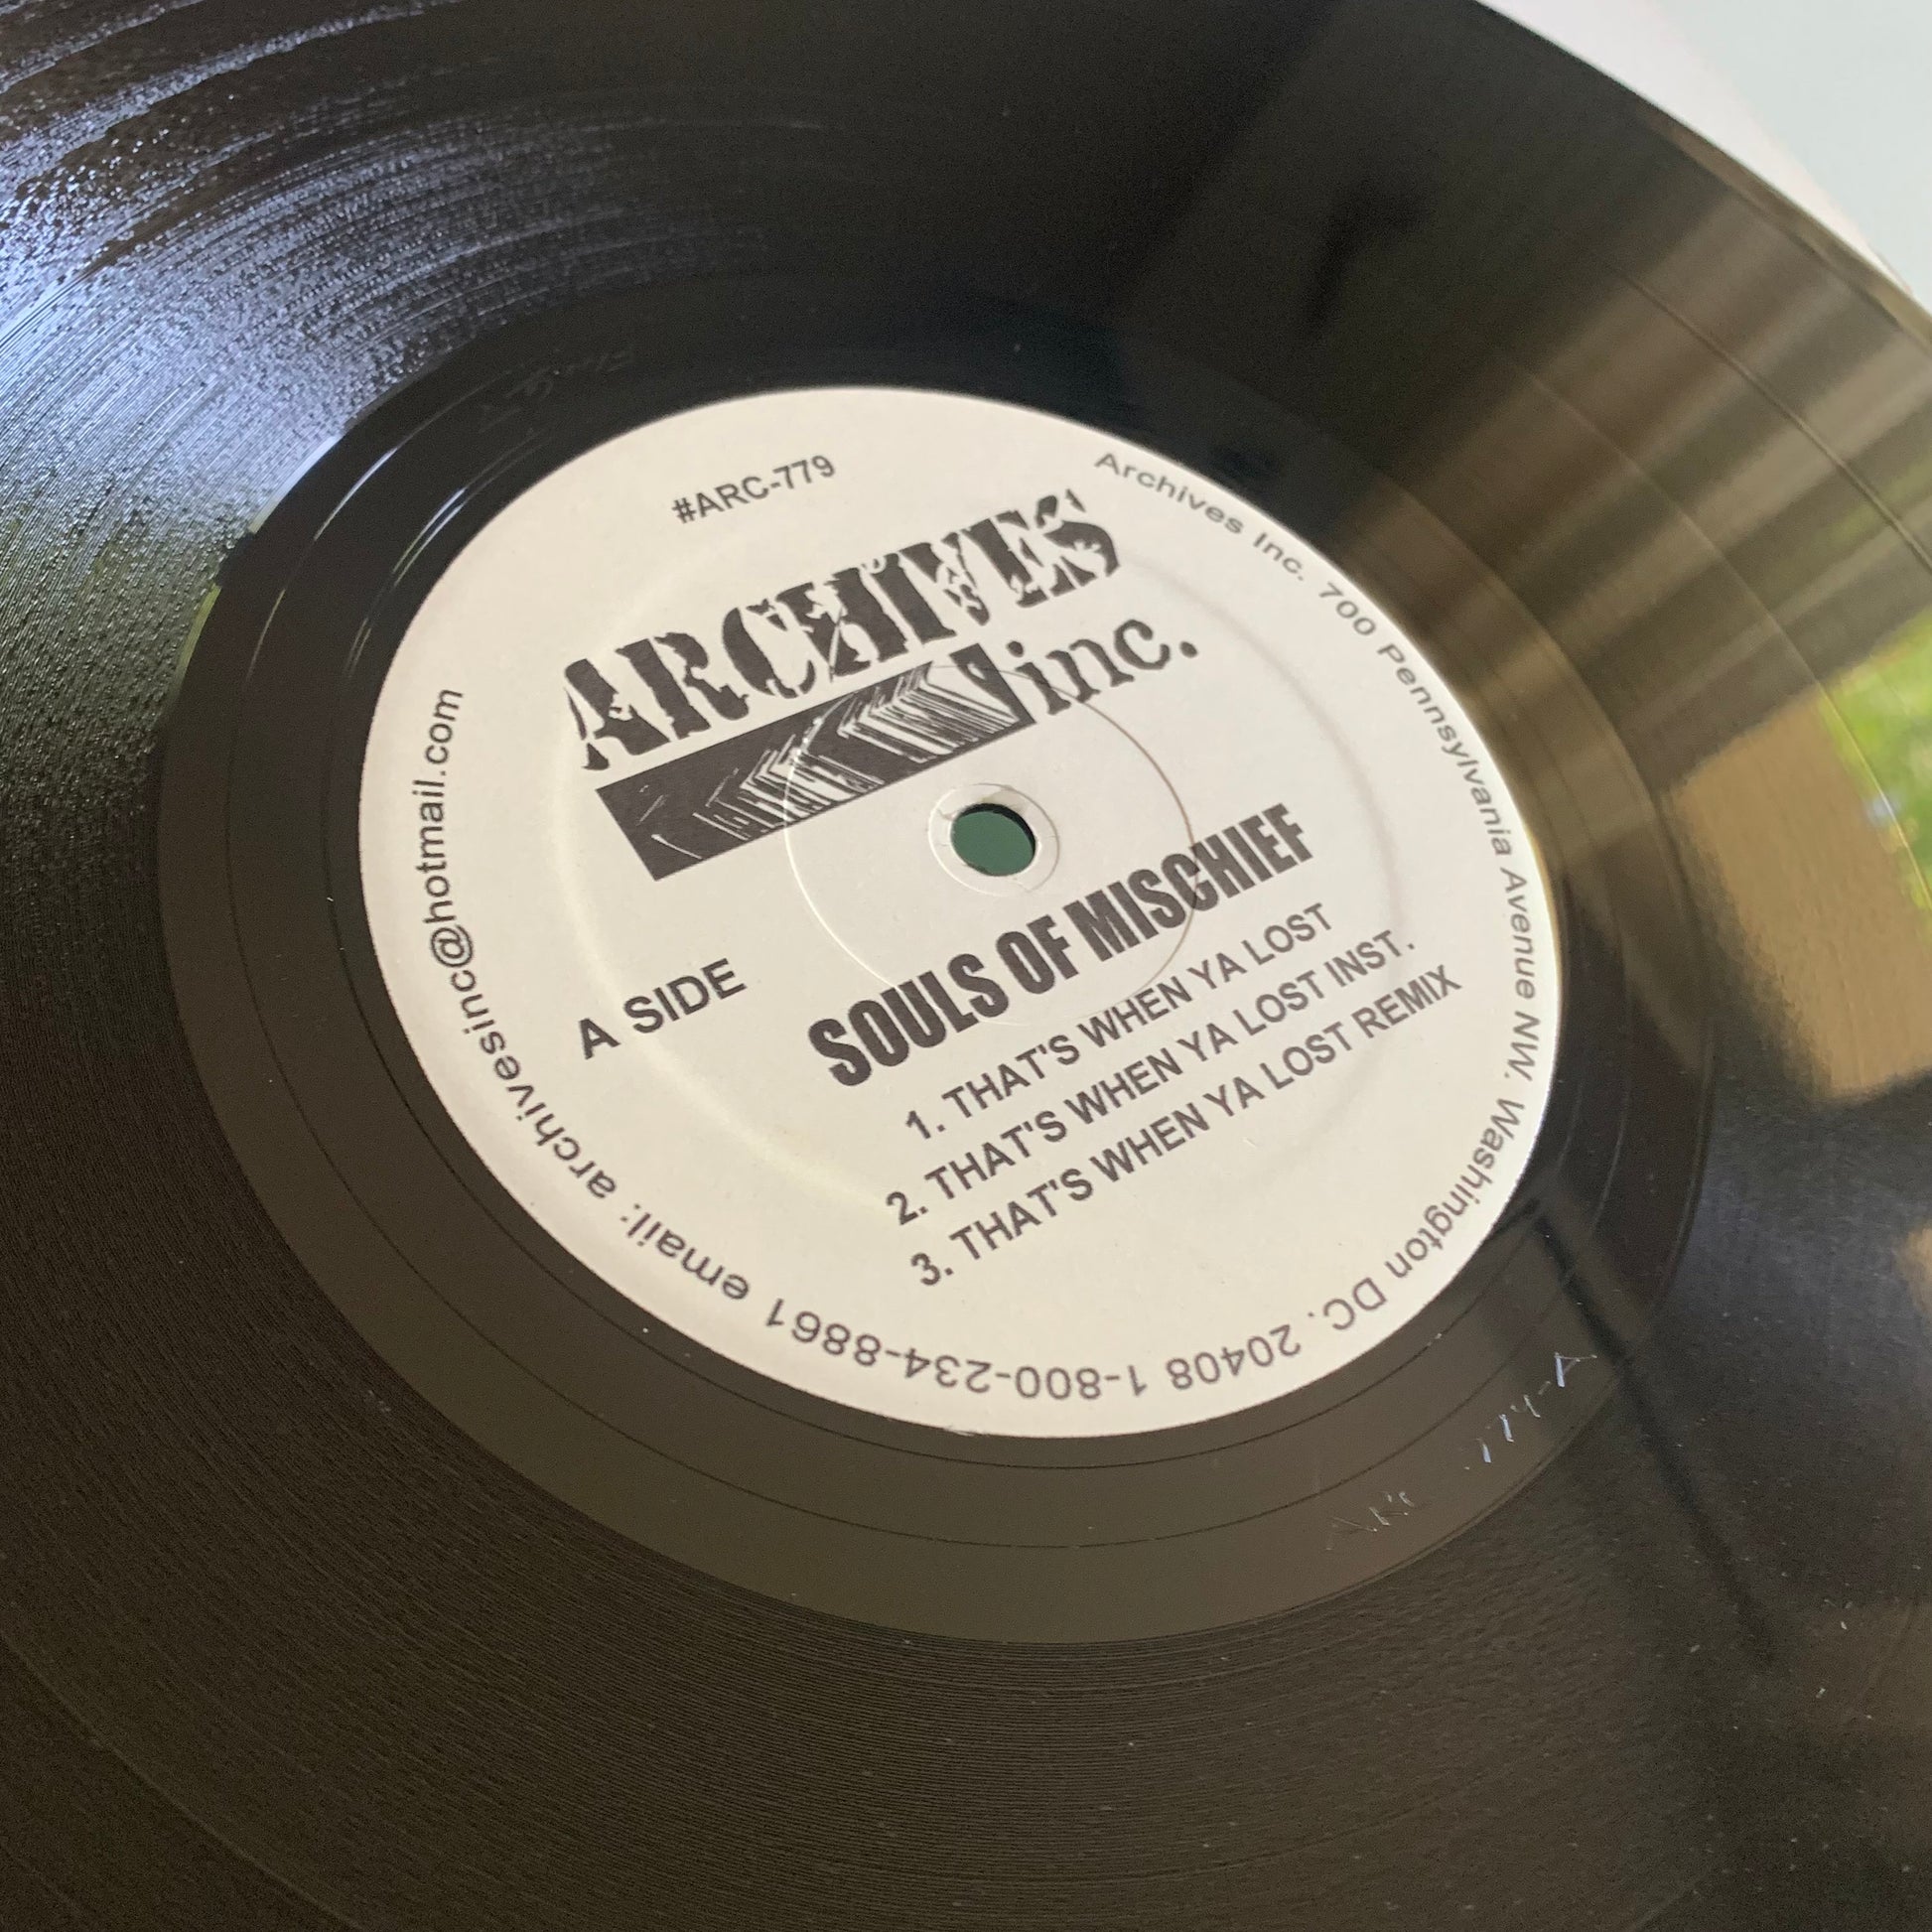 #ARC-779
ARCHIVES
inc.
A SIDE
SOULS OF MISCHIEF
1. THAT'S WHEN YA LOST
2. THAT'S WHEN YA LOST INST.
3. THAT'S WHEN YA LOST REMIX
Archives Inc. 700 Pennsylvania Avenue NW. Washington DC. 20408 1-800-234-8861 email: archivesinc@hotmail.com